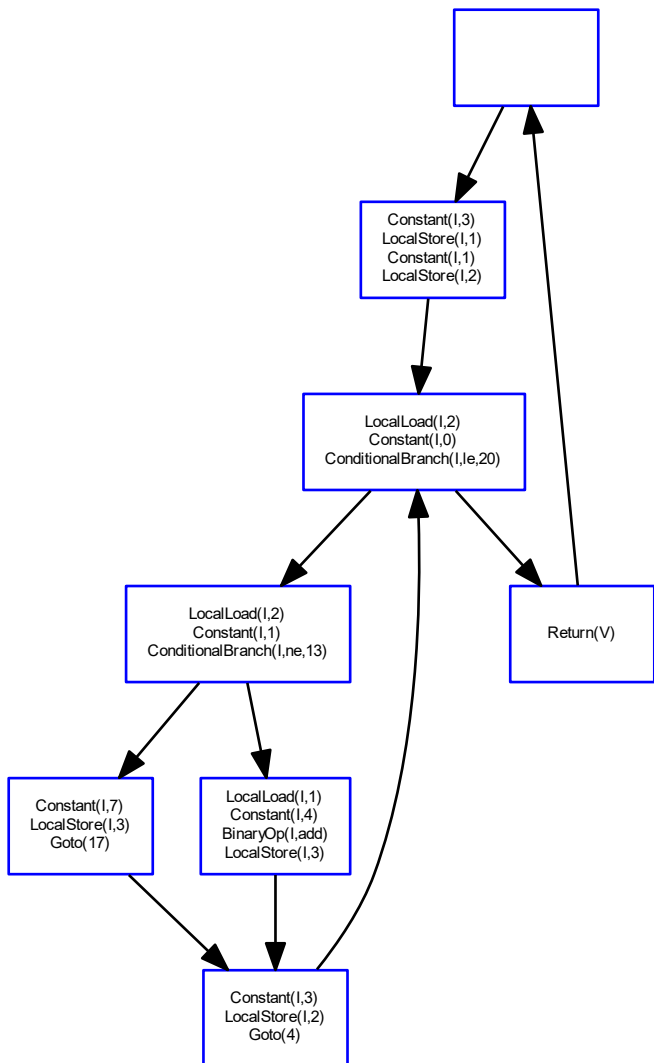 Constant(I,3)
LocalStore(I,1)
Constant(I,1)
LocalStore(I,2)
LocalLoad(I,2)
Constant(I,0)
ConditionalBranch(I,le,20)
LocalLoad(I,2)
Constant(I,1)
ConditionalBranch(I,ne,13)
Return(V)
Constant(I,7)
LocalStore(I,3)
Goto(17)
LocalLoad(I,1)
Constant(I,4)
BinaryOp(I,add)
LocalStore(I,3)
Constant(I,3)
LocalStore(I,2)
Goto(4)